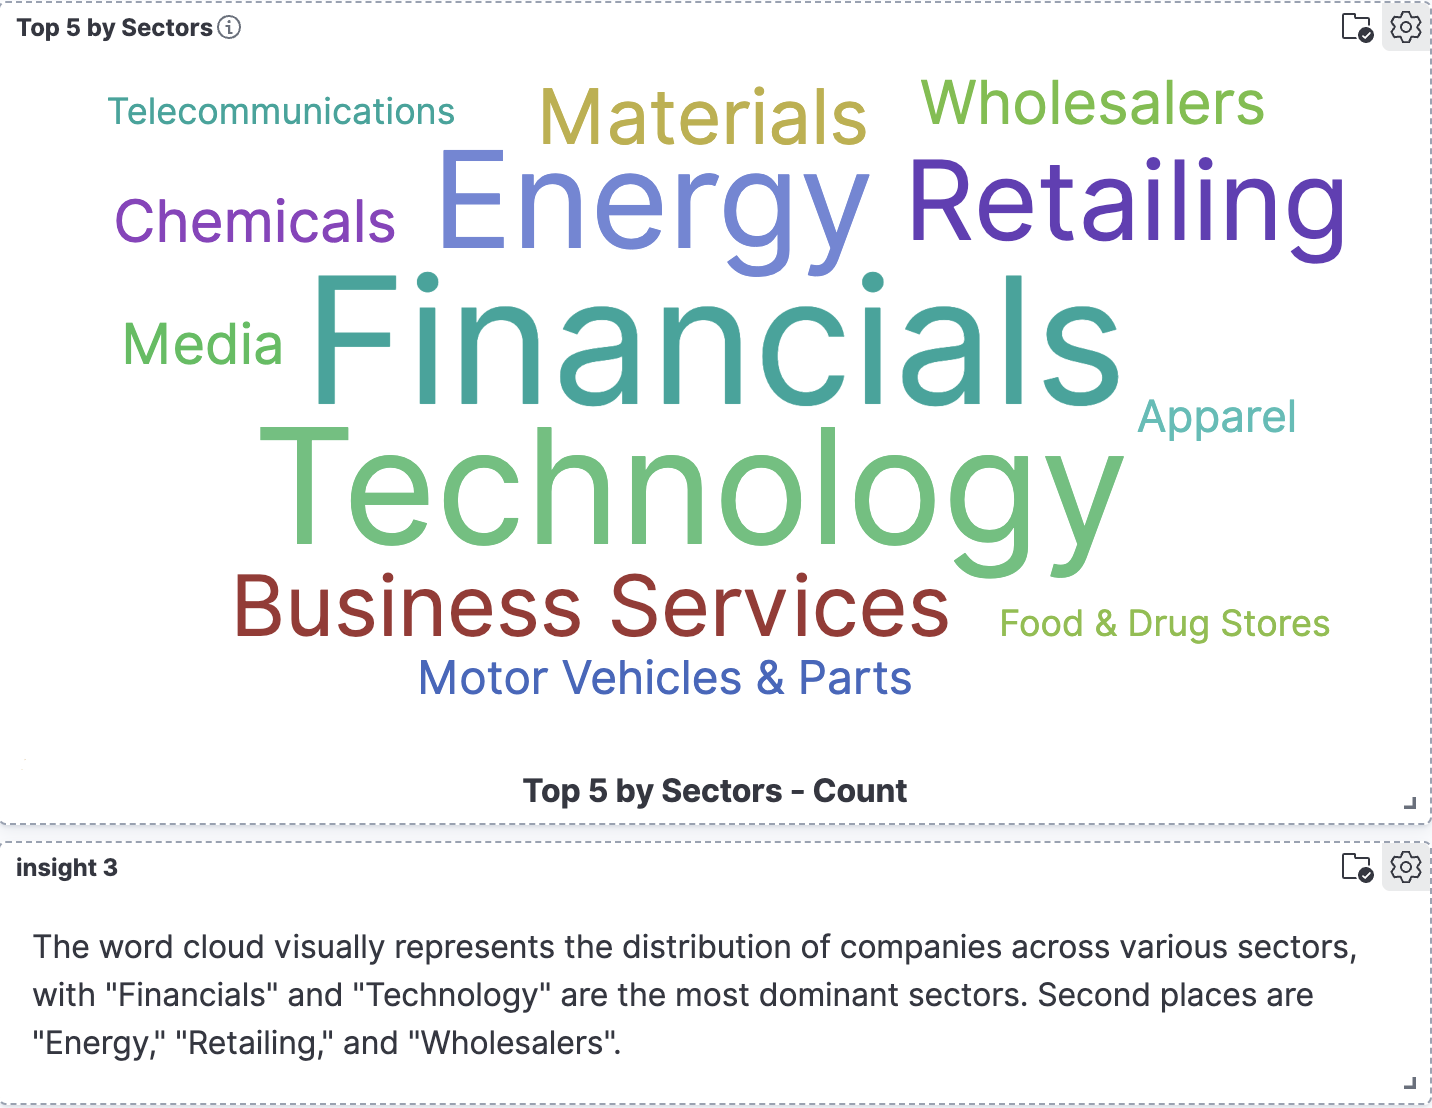 Top 5 by Sectors
Telecommunications
Materials
Wholesalers
Chemicals
Energy
Retailing
Media
Financials
Apparel
Technology
Business Services
Food & Drug Stores
Motor Vehicles & Parts
Top 5 by Sectors - Count
insight 3
The word cloud visually represents the distribution of companies across various sectors,
with "Financials" and "Technology" are the most dominant sectors. Second places are
"Energy," "Retailing," and "Wholesalers".